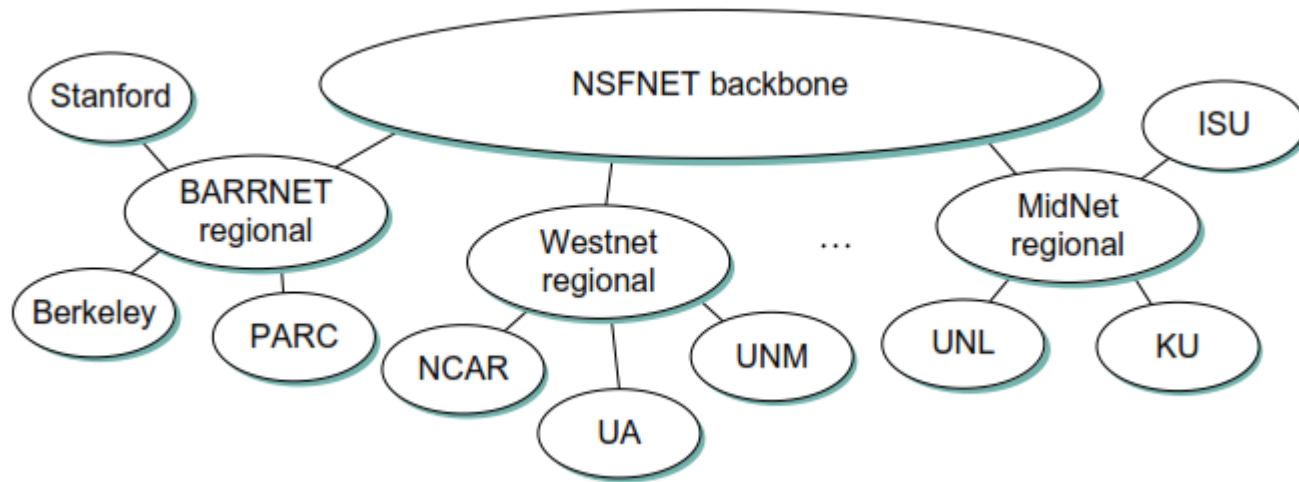 NSFNET backbone
Stanford
ISU
BARRNET
regional
MidNet
regional
Westnet
regional
...
Berkeley
PARC
NCAR
UNM
UNL
KU
UA